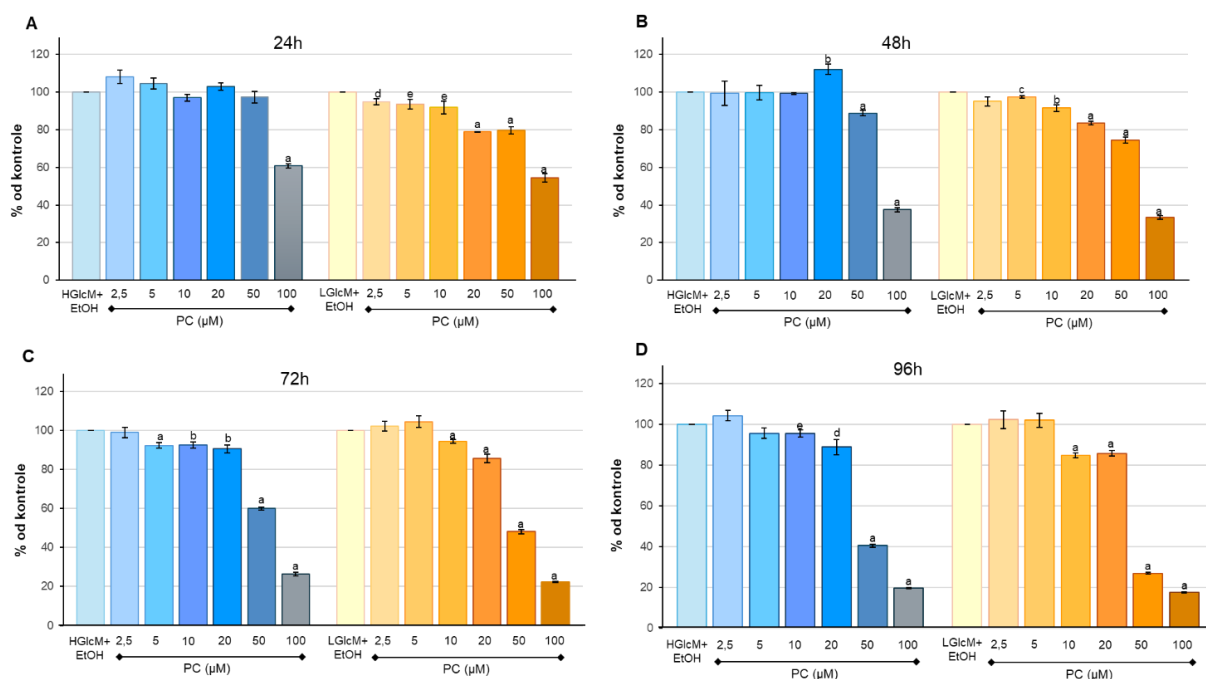 A
24h
120
100
80
60
40
20
0
% od kontrole
d e e a a a a
HGlcM+
EtOH
2,5 5 10 20 50 100
PC (µM)
LGlcM+
EtOH
2,5 5 10 20 50 100
PC (µM)
B
48h
120
100
80
60
40
20
0
% od kontrole
b a a c b a a a
HGlcM+
EtOH
2,5 5 10 20 50 100
PC (µM)
LGlcM+
EtOH
2,5 5 10 20 50 100
PC (µM)
C
72h
120
100
80
60
40
20
0
% od kontrole
a b b a a a a a a
HGlcM+
EtOH
2,5 5 10 20 50 100
PC (µM)
LGlcM+
EtOH
2,5 5 10 20 50 100
PC (µM)
D
96h
120
100
80
60
40
20
0
% od kontrole
e d a a a a a a
HGlcM+
EtOH
2,5 5 10 20 50 100
PC (µM)
LGlcM+
EtOH
2,5 5 10 20 50 100
PC (µM)